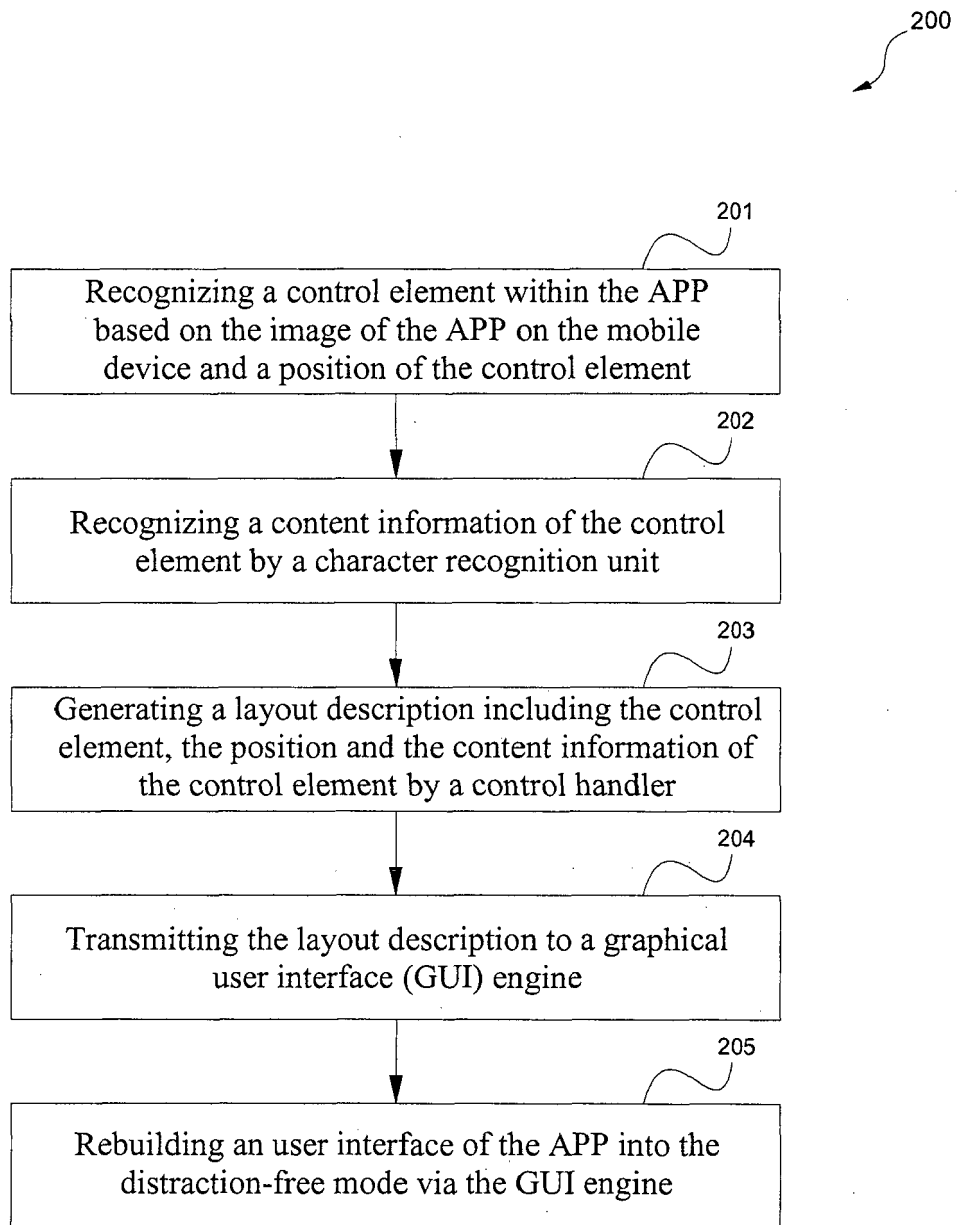 200
201
Recognizing a control element within the APP
based on the image of the APP on the mobile
device and a position of the control element
202
Recognizing a content information of the control
element by a character recognition unit
203
Generating a layout description including the control
element, the position and the content information of
the control element by a control handler
204
Transmitting the layout description to a graphical
user interface (GUI) engine
205
Rebuilding an user interface of the APP into the
distraction-free mode via the GUI engine